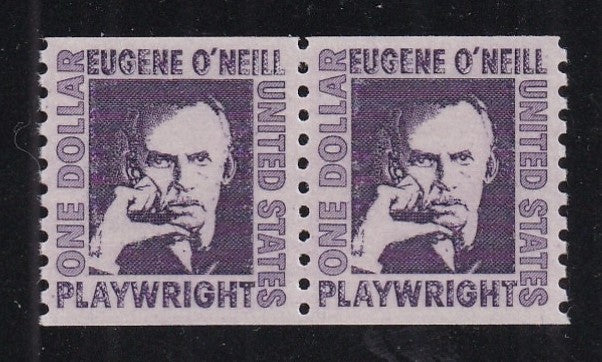 EUGENE O'NEILL
ONE DOLLAR
UNITED STATES
PLAYWRIGHT
EUGENE O'NEILL
ONE DOLLAR
UNITED STATES
PLAYWRIGHT